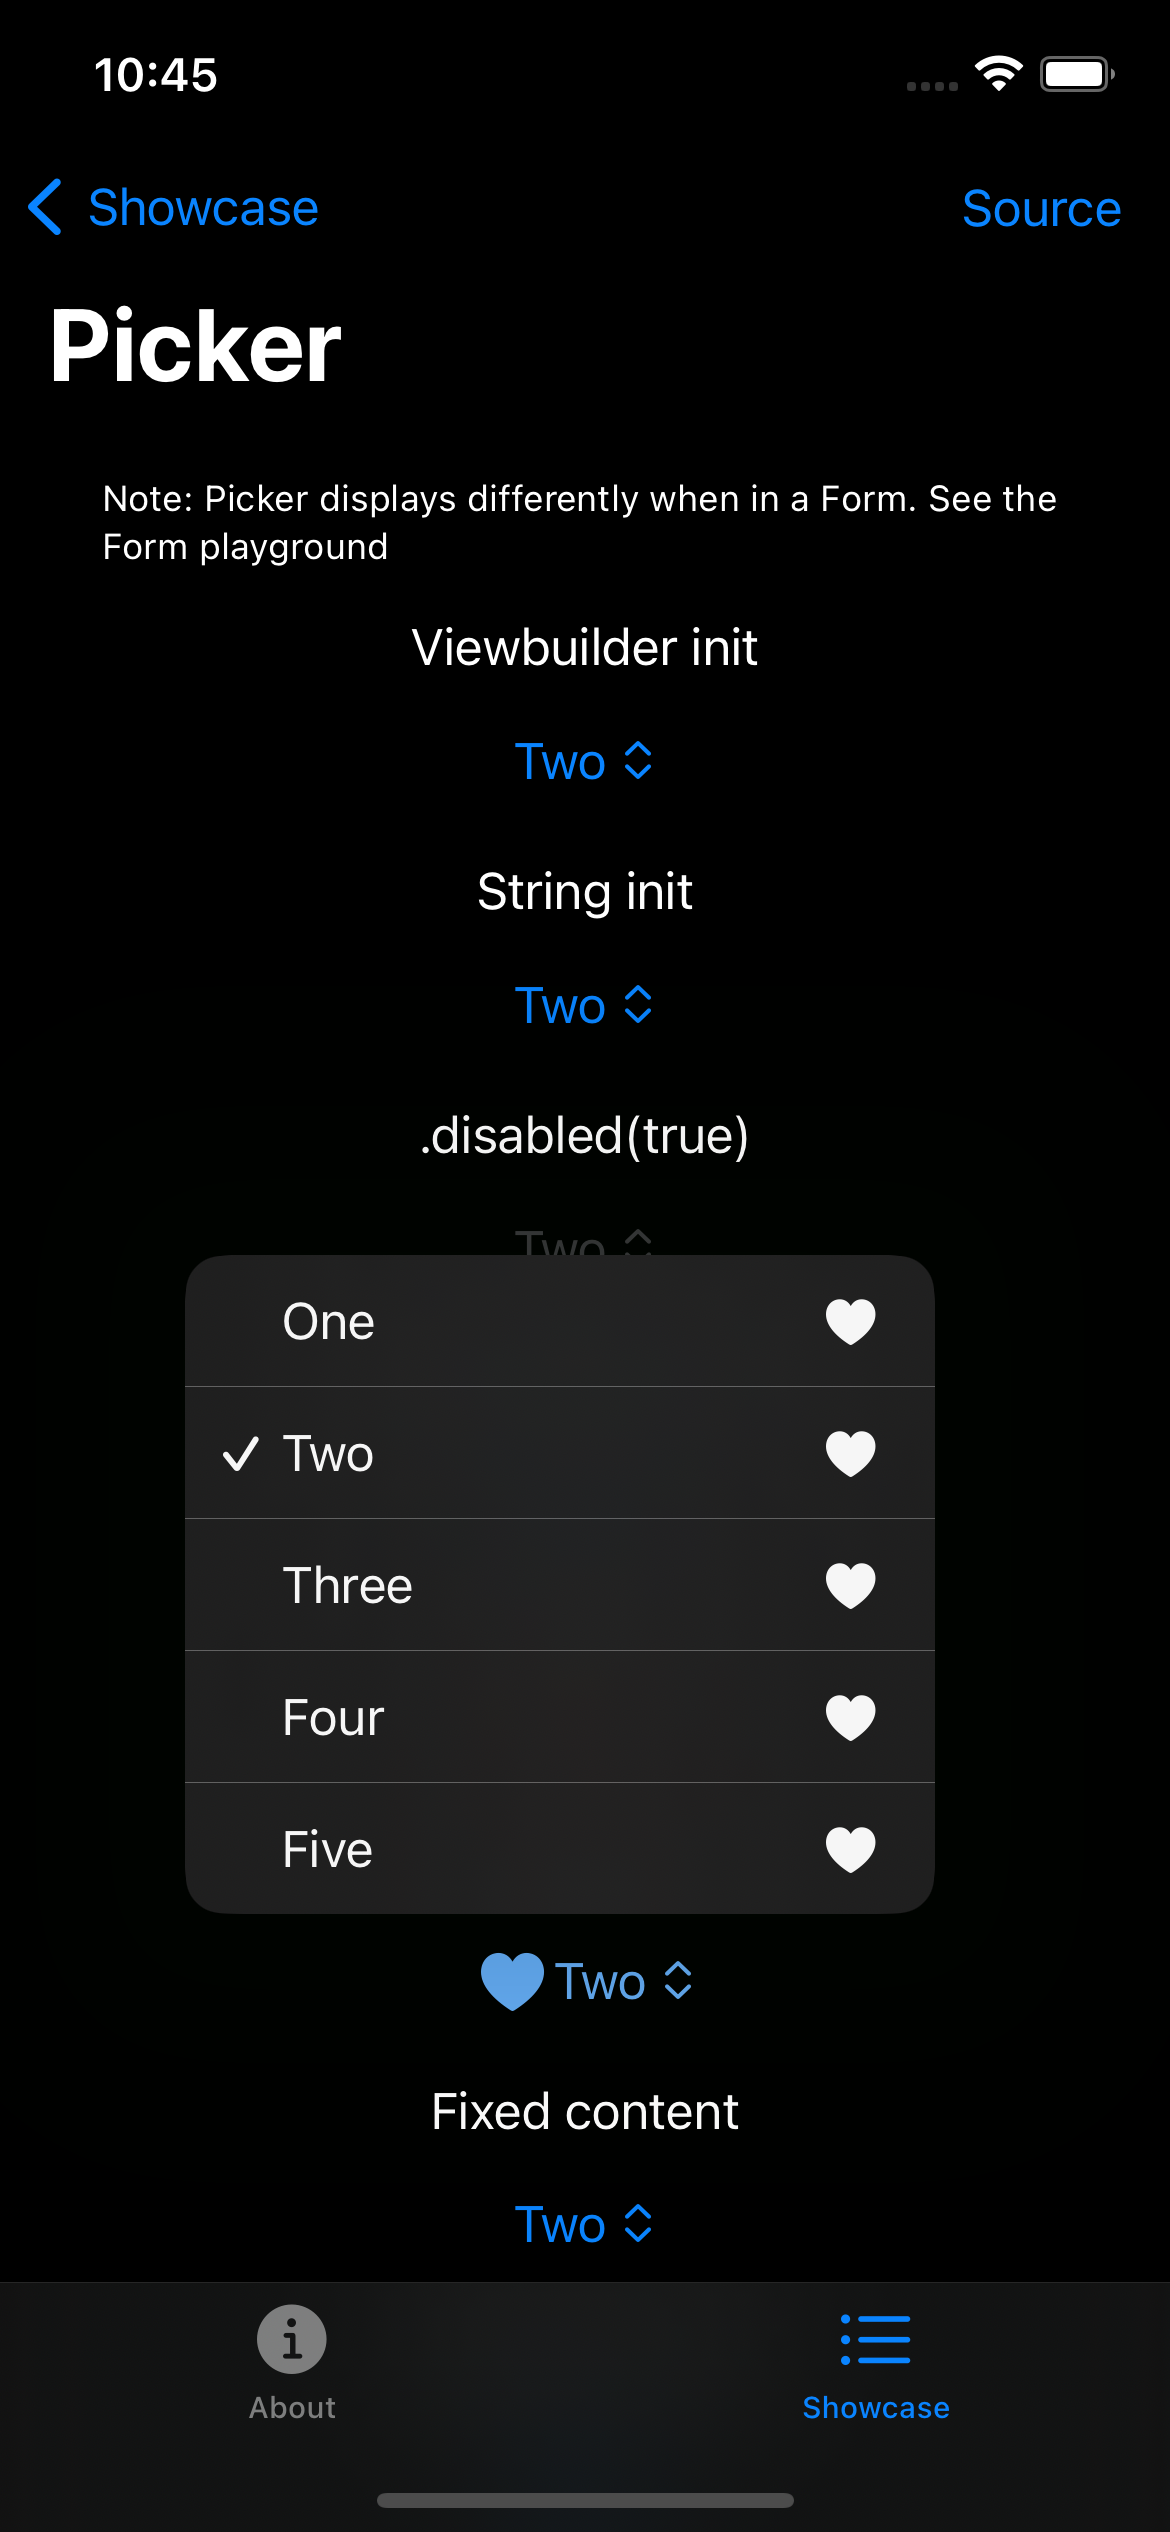 10:45
Showcase
Source
Picker
Note: Picker displays differently when in a Form. See the
Form playground
Viewbuilder init
Two
String init
Two
.disabled(true)
Two
One
Two
Three
Four
Five
Two
Fixed content
Two
About
Showcase